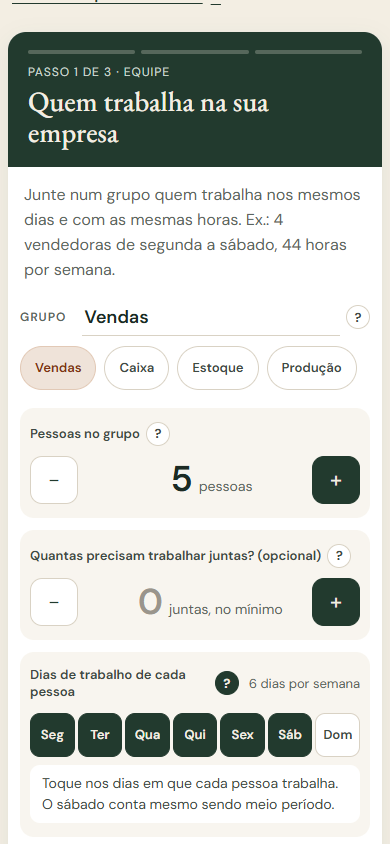 PASSO 1 DE 3 · EQUIPE
Quem trabalha na sua
empresa
Junte num grupo quem trabalha nos mesmos
dias e com as mesmas horas. Ex.: 4
vendedoras de segunda a sábado, 44 horas
por semana.
GRUPO Vendas ?
Vendas Caixa Estoque Produção
Pessoas no grupo ?
− 5 pessoas +
Quantas precisam trabalhar juntas? (opcional) ?
− 0 juntas, no mínimo +
Dias de trabalho de cada
pessoa ? 6 dias por semana
Seg Ter Qua Qui Sex Sáb Dom
Toque nos dias em que cada pessoa trabalha.
O sábado conta mesmo sendo meio período.